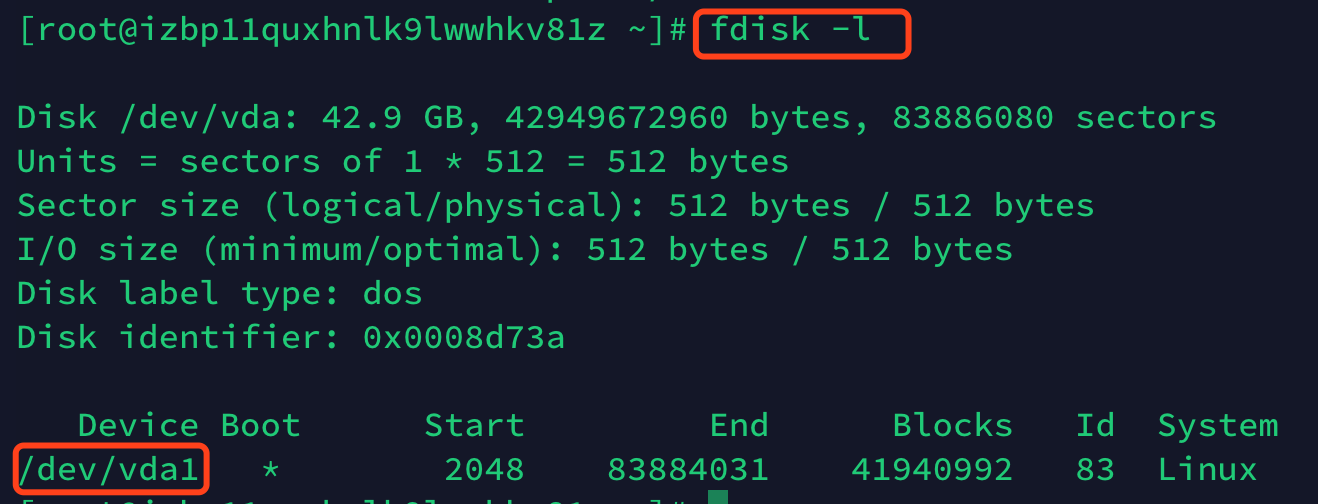 [root@izbp11quxhnlk9lwwhkv81z ~]# fdisk -l
Disk /dev/vda: 42.9 GB, 42949672960 bytes, 83886080 sectors
Units = sectors of 1 * 512 = 512 bytes
Sector size (logical/physical): 512 bytes / 512 bytes
I/O size (minimum/optimal): 512 bytes / 512 bytes
Disk label type: dos
Disk identifier: 0x0008d73a
Device Boot Start End Blocks Id System
/dev/vda1 * 2048 83884031 41940992 83 Linux